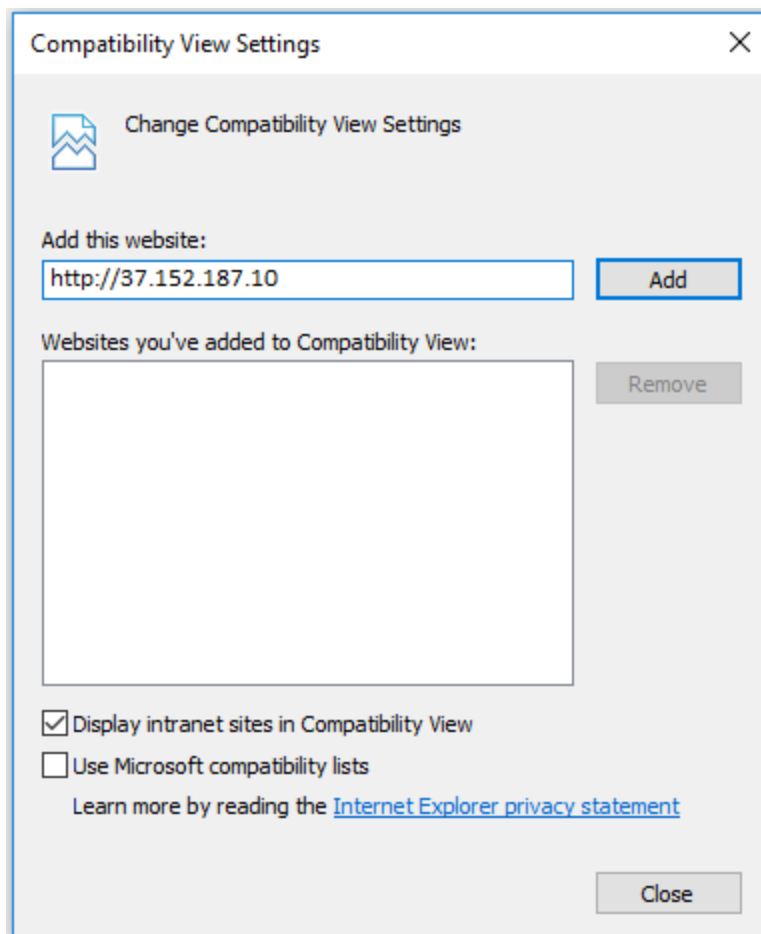 Compatibility View Settings
Change Compatibility View Settings
Add this website:
http://37.152.187.10
Add
Websites you've added to Compatibility View:
Remove
Display intranet sites in Compatibility View
Use Microsoft compatibility lists
Learn more by reading the Internet Explorer privacy statement
Close